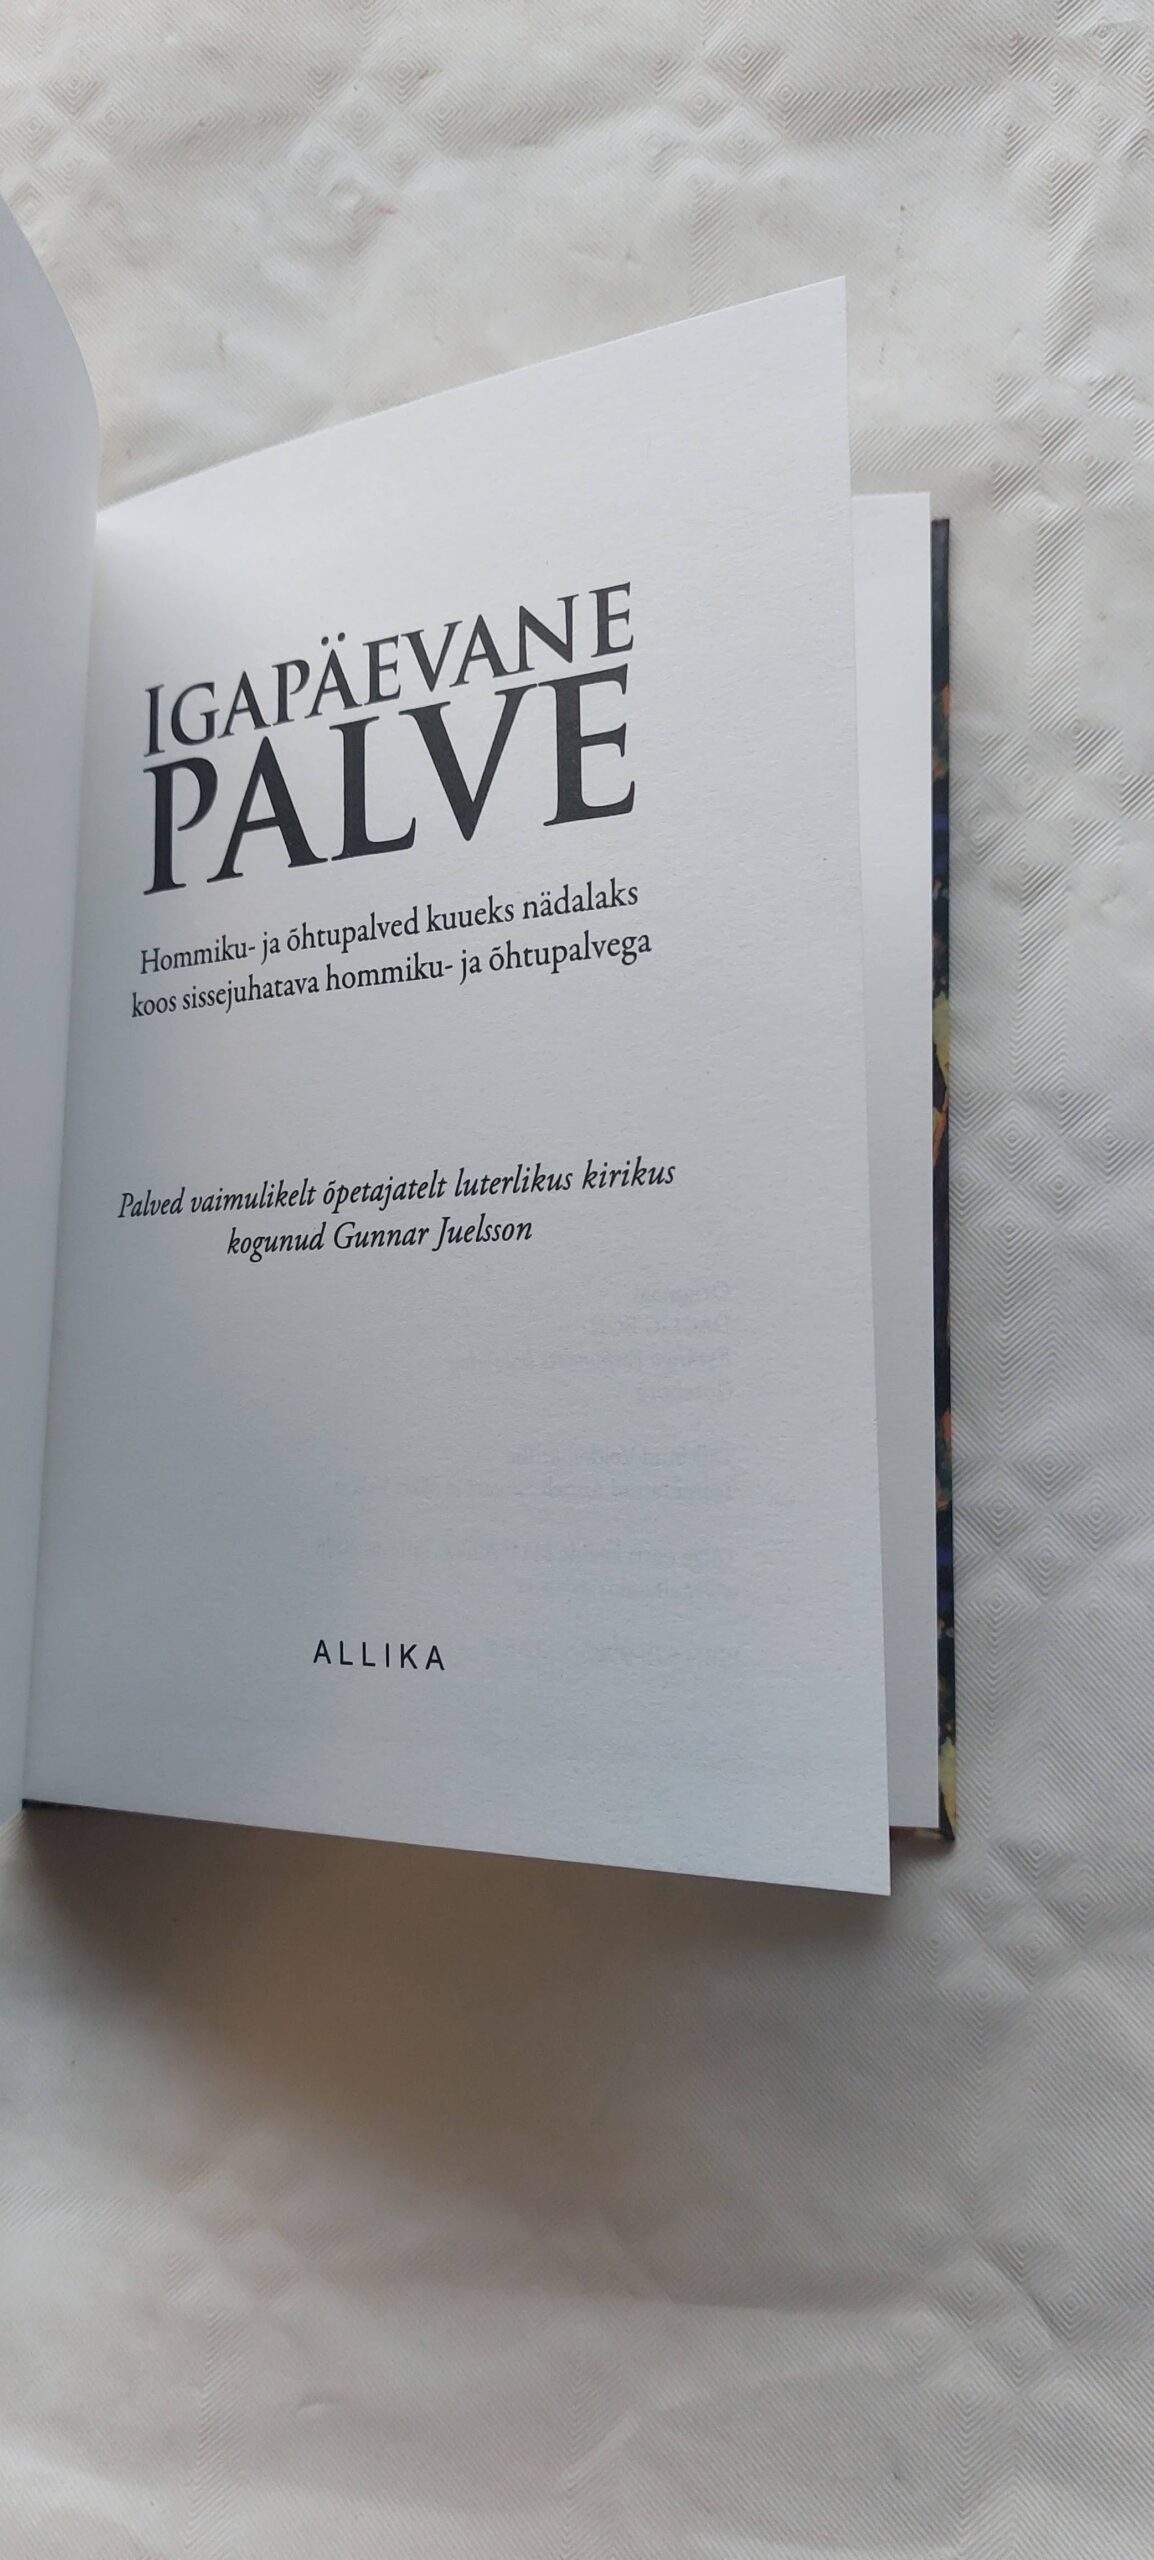 IGAPÄEVANE
PALVE
Hommiku- ja õhtupalved kuueks nädalaks
koos sissejuhatava hommiku- ja õhtupalvega
Palved vaimulikelt õpetajatelt luterlikus kirikus
kogunud Gunnar Juelsson
ALLIKA